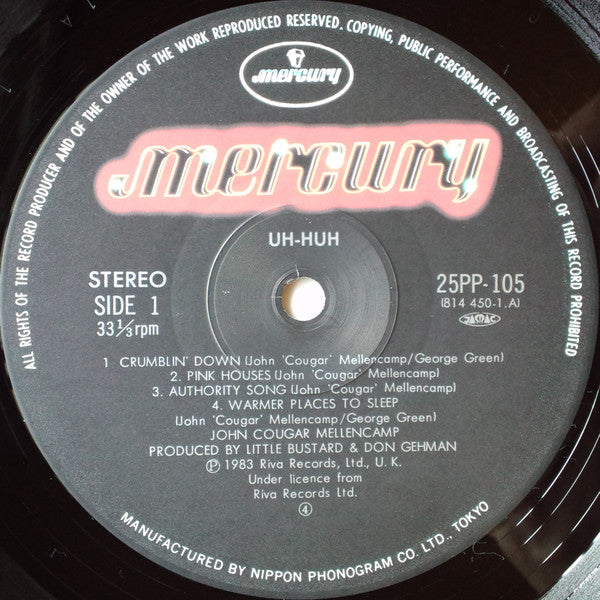 ALL RIGHTS OF THE RECORD PRODUCER AND OF THE OWNER OF THE WORK REPRODUCED RESERVED. COPYING, PUBLIC PERFORMANCE AND BROADCASTING OF THIS RECORD PROHIBITED
mercury
mercury
UH-HUH
STEREO
SIDE 1
33 1/3 rpm
25PP-105
(814 450-1.A)
JASRAC
1 CRUMBLIN' DOWN (John 'Cougar' Mellencamp/George Green)
2. PINK HOUSES (John 'Cougar' Mellencamp)
3. AUTHORITY SONG (John 'Cougar' Mellencamp)
4. WARMER PLACES TO SLEEP
(John 'Cougar' Mellencamp/George Green)
JOHN COUGAR MELLENCAMP
PRODUCED BY LITTLE BUSTARD & DON GEHMAN
Ⓟ 1983 Riva Records, Ltd., U. K.
Under licence from
Riva Records Ltd.
④
MANUFACTURED BY NIPPON PHONOGRAM CO. LTD., TOKYO